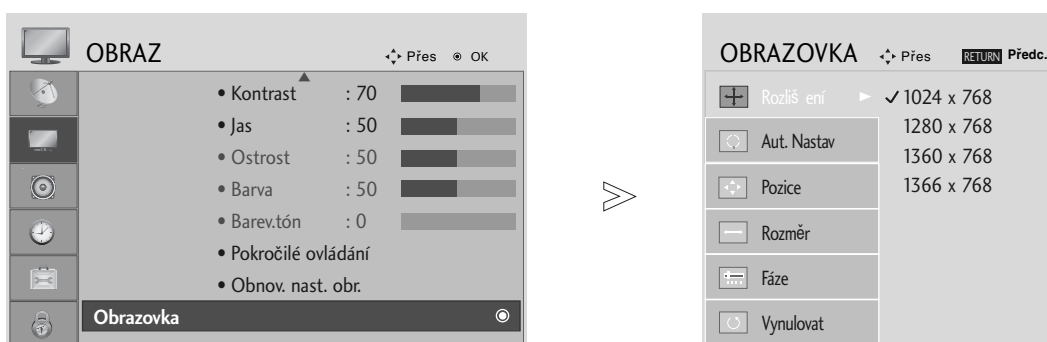 OBRAZ Přes OK
• Kontrast : 70
• Jas : 50
• Ostrost : 50
• Barva : 50
• Barev.tón : 0
• Pokročilé ovládání
• Obnov. nast. obr.
Obrazovka
OBRAZOVKA Přes RETURN Předc.
Rozliš ení
✓ 1024 x 768
1280 x 768
1360 x 768
1366 x 768
Aut. Nastav
Pozice
Rozměr
Fáze
Vynulovat